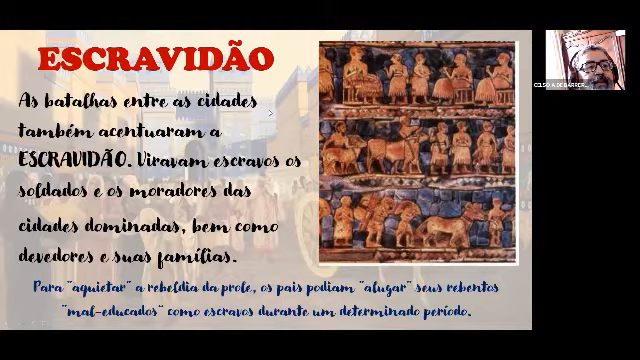 ESCRAVIDÃO
As batalhas entre as cidades
também acentuaram a
ESCRAVIDÃO. Viravam escravos os
soldados e os moradores das
cidades dominadas, bem como
devedores e suas famílias.
Para "aquietar" a rebeldia da prole, os pais podiam "alugar" seus rebentos
"mal-educados" como escravos durante um determinado período.
CELSO A DE